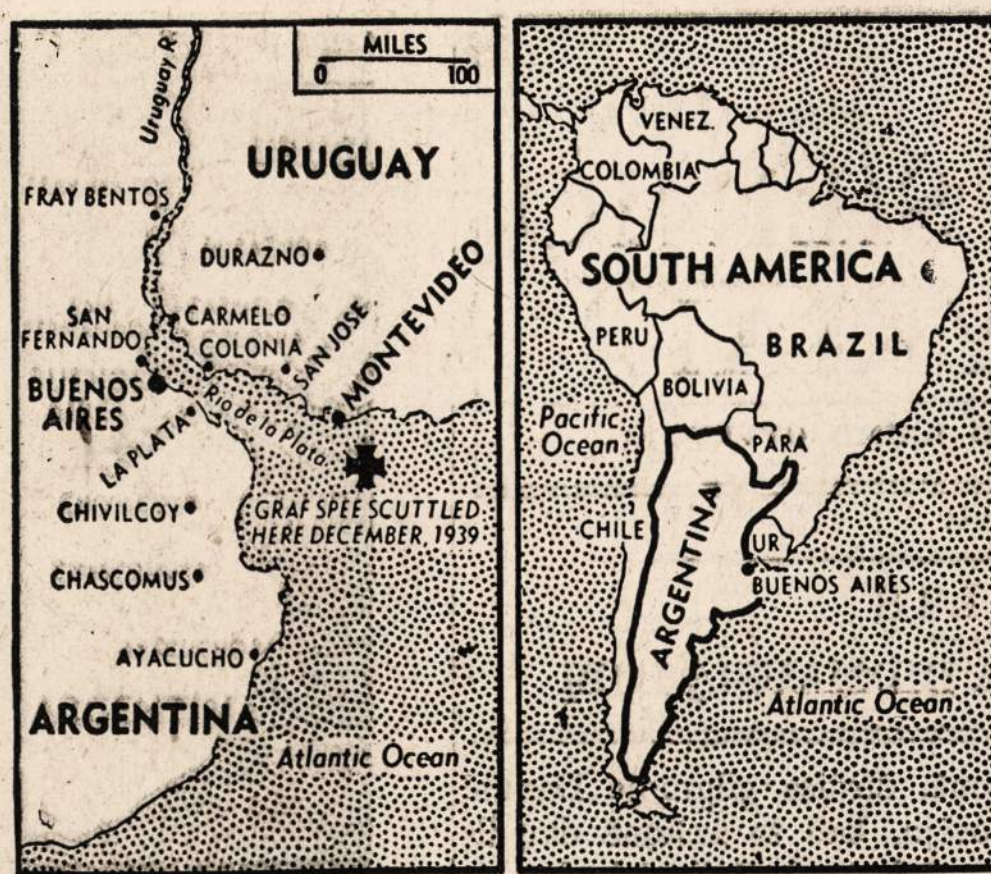 MILES
0 100
Uruguay R.
URUGUAY
FRAY BENTOS
DURAZNO
MONTEVIDEO
SAN
FERNANDO
CARMELO
COLONIA
SAN JOSE
BUENOS
AIRES
Rio de la Plata
LA PLATA
GRAF SPEE SCUTTLED
HERE DECEMBER, 1939
CHIVILCOY
CHASCOMUS
AYACUCHO
ARGENTINA
Atlantic Ocean
VENEZ.
COLOMBIA
SOUTH AMERICA
PERU
BRAZIL
BOLIVIA
Pacific
Ocean
PARA
CHILE
ARGENTINA
UR
BUENOS AIRES
Atlantic Ocean